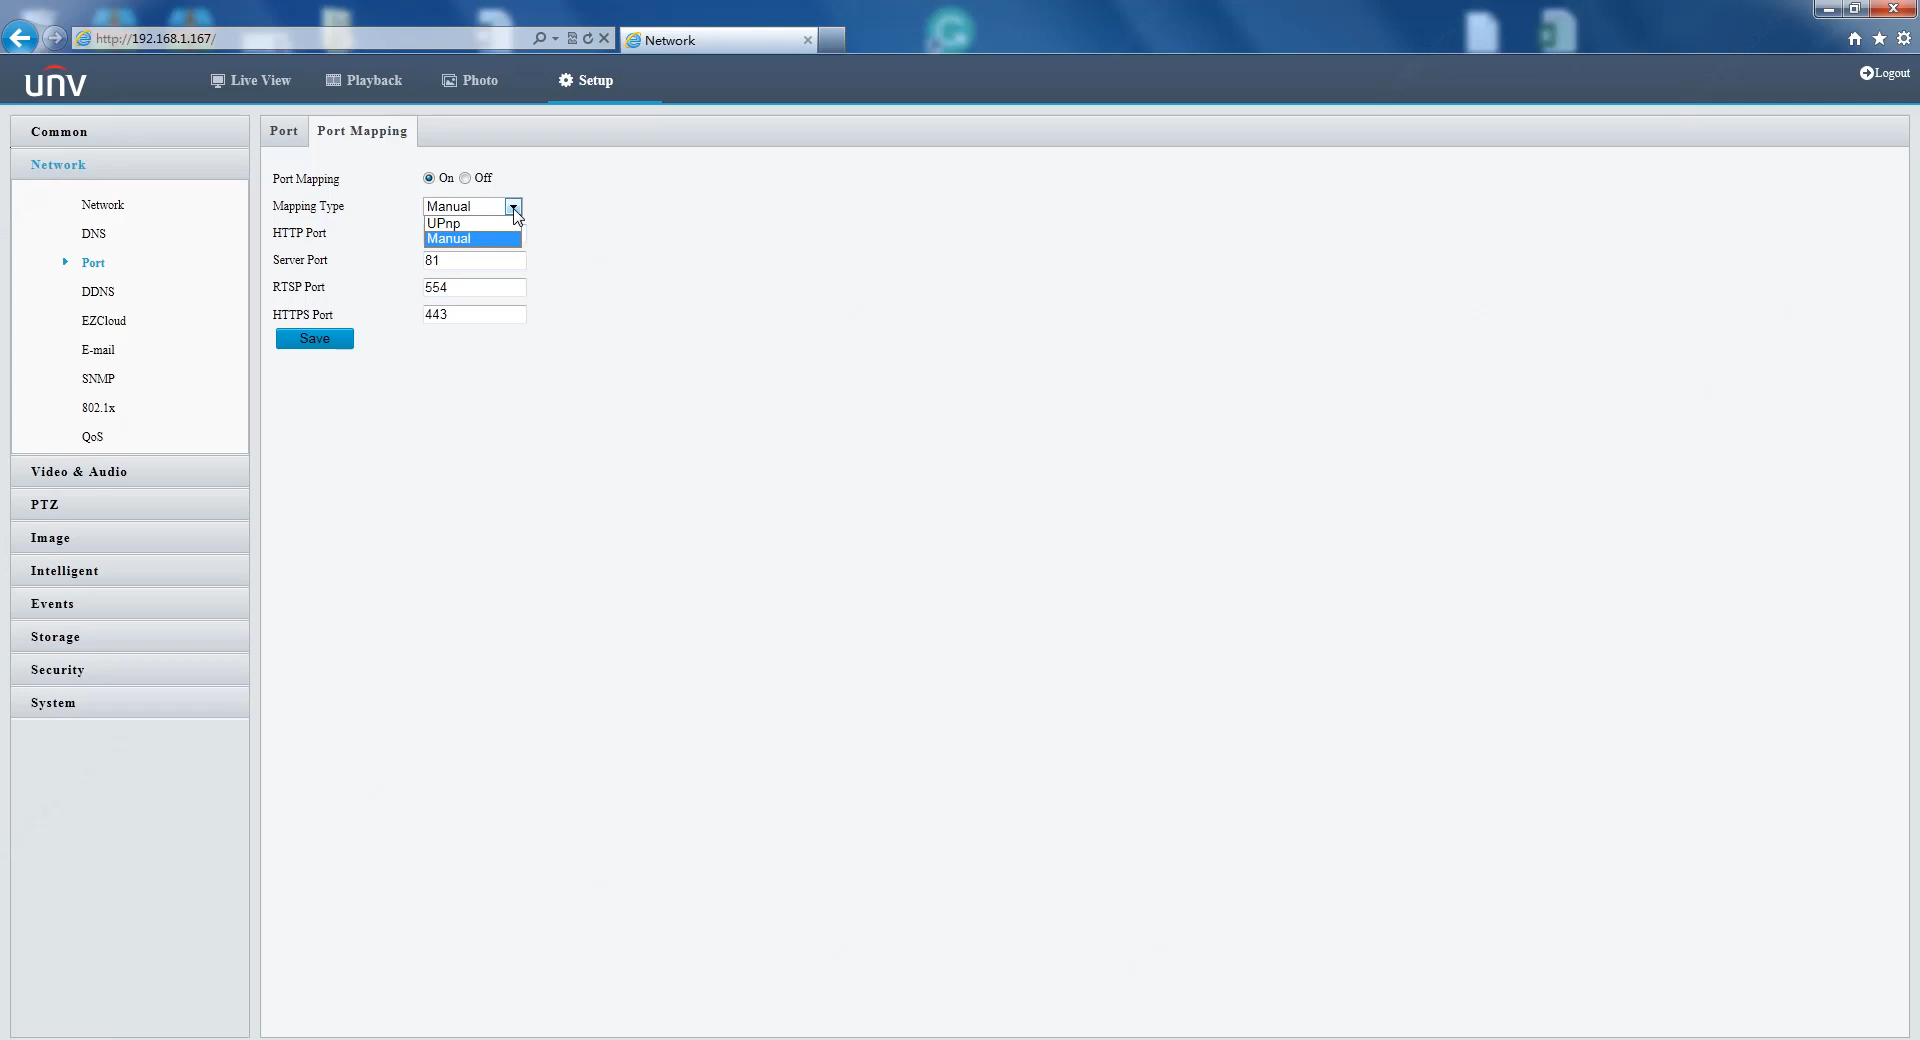 http://192.168.1.167/
Network
unv
Live View
Playback
Photo
Setup
Logout
Common
Network
Network
DNS
Port
DDNS
EZCloud
E-mail
SNMP
802.1x
QoS
Video & Audio
PTZ
Image
Intelligent
Events
Storage
Security
System
Port
Port Mapping
Port Mapping
On
Off
Mapping Type
Manual
UPnp
Manual
HTTP Port
Server Port
81
RTSP Port
554
HTTPS Port
443
Save